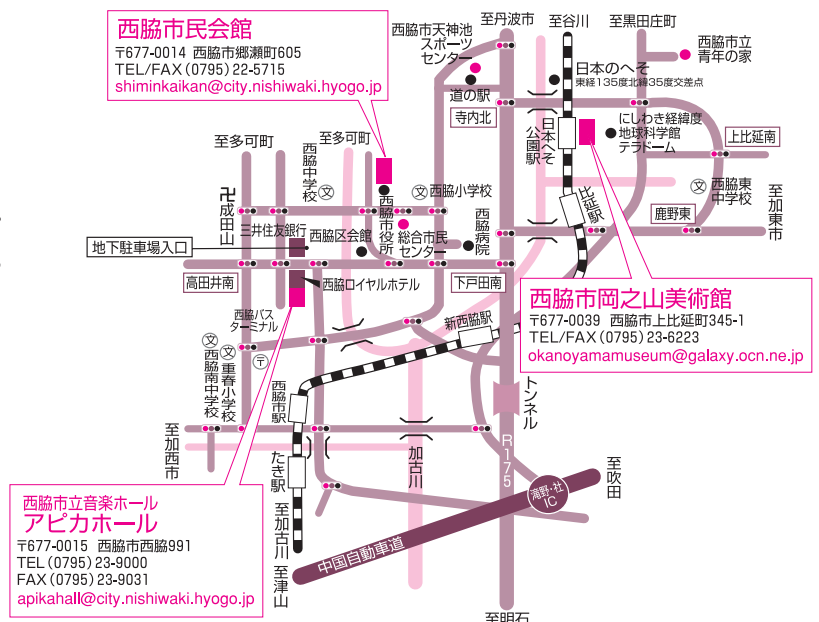 西脇市民会館
〒677-0014 西脇市郷瀬町605
TEL/FAX (0795) 22-5715
shiminkaikan@city.nishiwaki.hyogo.jp
至丹波市
至谷川
至黒田庄町
西脇市天神池
スポーツ
センター
道の駅
日本のへそ
東経135度北緯35度交差点
西脇市立
青年の家
寺内北
日本へそ
公園駅
にしわき経緯度
地球科学館
テラドーム
上比延南
至多可町
至多可町
西脇中学校
文
文
西脇小学校
卍
成田山
西脇市役所
総合市民
センター
西脇病院
比延駅
文
西脇東
中学校
至加東市
鹿野東
三井住友銀行
西脇区会館
地下駐車場入口
高田井南
西脇ロイヤルホテル
下戸田南
西脇バス
ターミナル
新西脇駅
西脇市岡之山美術館
〒677-0039 西脇市上比延町345-1
TEL/FAX (0795) 23-6223
okanoyamamuseum@galaxy.ocn.ne.jp
文
西脇南中学校
文
重春小学校
〒
西脇市駅
トンネル
至加西市
たき駅
加古川
R175
至吹田
滝野・社
IC
至加古川
中国自動車道
至津山
至明石
西脇市立音楽ホール
アピカホール
〒677-0015 西脇市西脇991
TEL (0795) 23-9000
FAX (0795) 23-9031
apikahall@city.nishiwaki.hyogo.jp